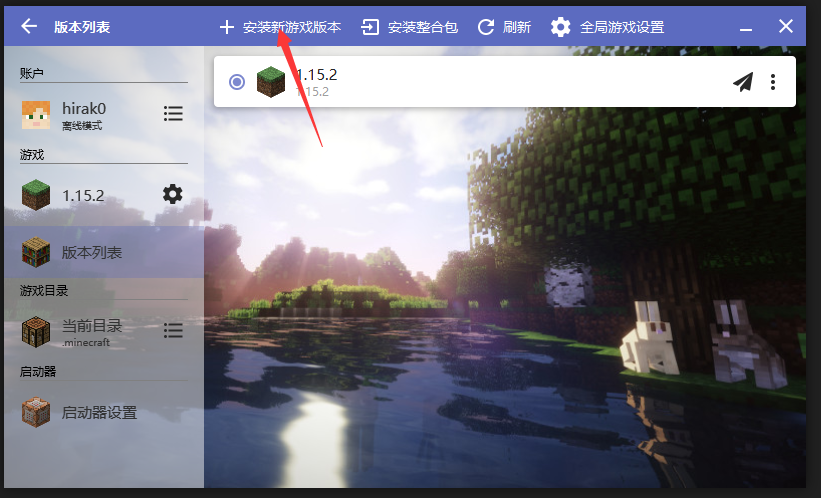 版本列表
安装新游戏版本
安装整合包
刷新
全局游戏设置
账户
hirak0
离线模式
游戏
1.15.2
版本列表
游戏目录
当前目录
.minecraft
启动器
启动器设置
1.15.2
1.15.2